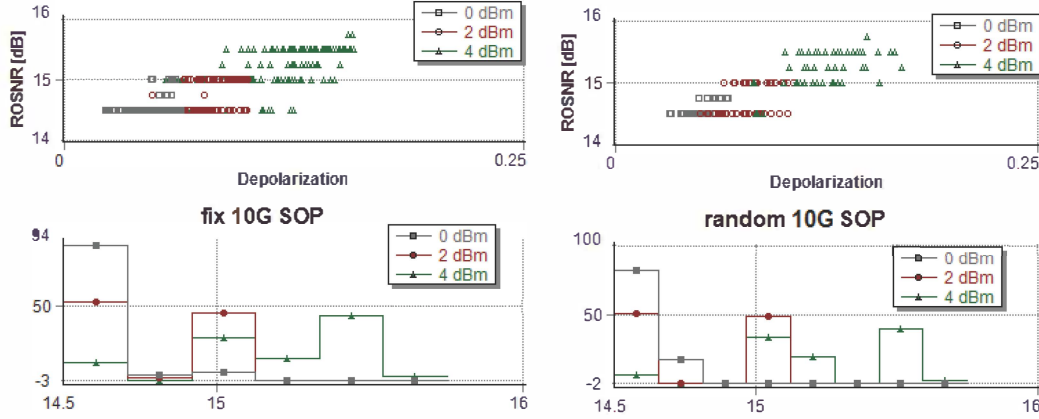 16
15
14
ROSNR [dB]
0 dBm
2 dBm
4 dBm
0
0.25
Depolarization
16
15
14
ROSNR [dB]
0 dBm
2 dBm
4 dBm
0
0.25
Depolarization
fix 10G SOP
94
50
-3
0 dBm
2 dBm
4 dBm
14.5
15
16
random 10G SOP
100
50
-2
0 dBm
2 dBm
4 dBm
14.5
15
16